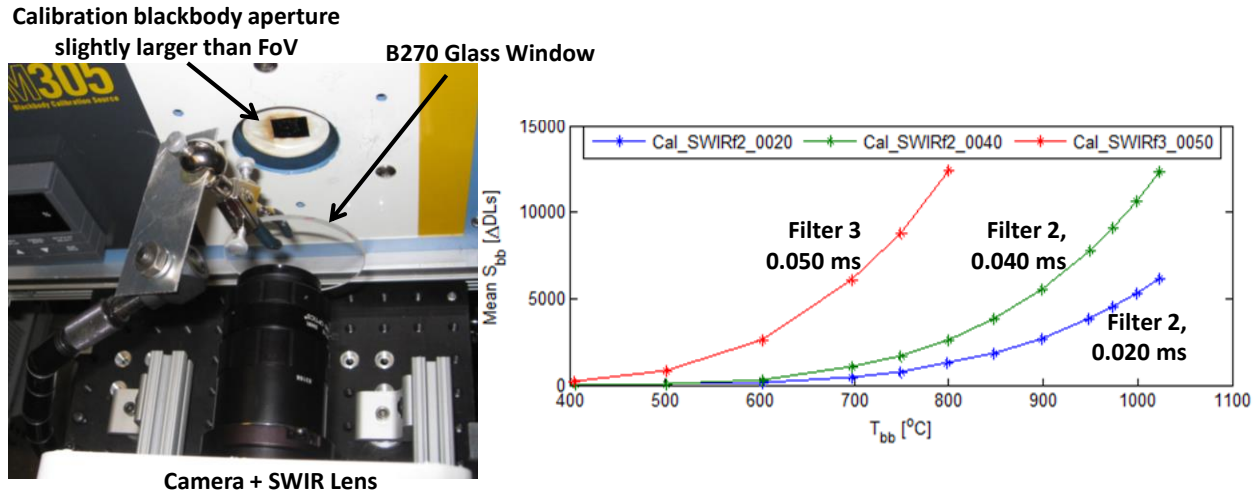 Calibration blackbody aperture
slightly larger than FoV
B270 Glass Window
M305
Blackbody Calibration Source
Camera + SWIR Lens
Cal_SWIRf2_0020
Cal_SWIRf2_0040
Cal_SWIRf3_0050
Filter 3
0.050 ms
Filter 2,
0.040 ms
Filter 2,
0.020 ms
Mean S_bb [ΔDLs]
15000
10000
5000
0
400 500 600 700 800 900 1000 1100
T_bb [°C]